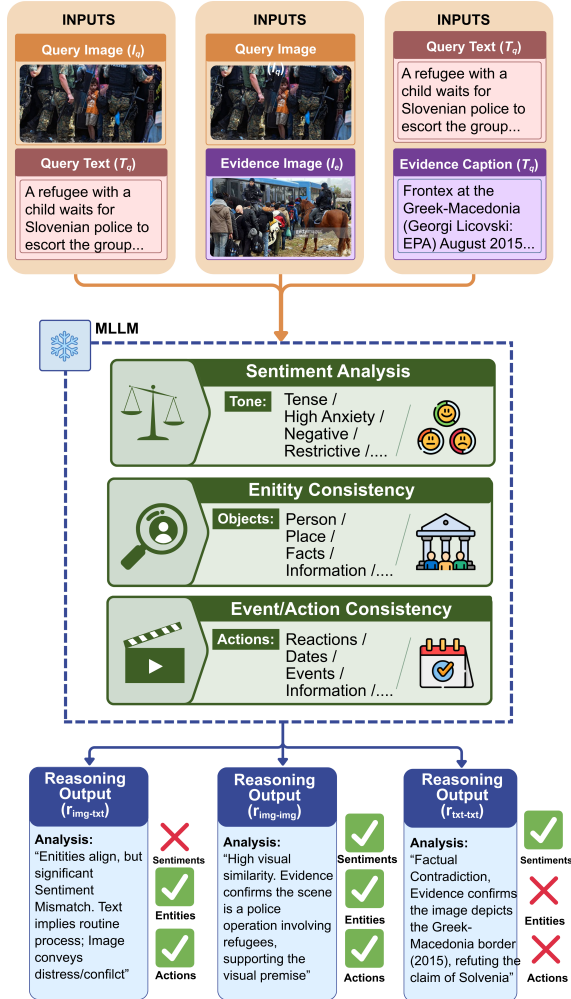 INPUTS
Query Image (Iq)
Query Text (Tq)
A refugee with a
child waits for
Slovenian police to
escort the group...
INPUTS
Query Image
(Iq)
Evidence Image (Ie)
gettyimages
INPUTS
Query Text (Tq)
A refugee with a
child waits for
Slovenian police to
escort the group...
Evidence Caption (Tq)
Frontex at the
Greek-Macedonia
(Georgi Licovski:
EPA) August 2015...
MLLM
Sentiment Analysis
Tone:
Tense /
High Anxiety /
Negative /
Restrictive /....
Enitity Consistency
Objects:
Person /
Place /
Facts /
Information /....
Event/Action Consistency
Actions:
Reactions /
Dates /
Events /
Information /....
Reasoning
Output
(rimg-txt)
Analysis:
“Entities align, but
significant
Sentiment
Mismatch. Text
implies routine
process; Image
conveys
distress/confilct”
Sentiments
Entities
Actions
Reasoning
Output
(rimg-img)
Analysis:
“High visual
similarity. Evidence
confirms the scene
is a police
operation involving
refugees,
supporting the
visual premise”
Sentiments
Entities
Actions
Reasoning
Output
(rtxt-txt)
Analysis:
“Factual
Contradiction,
Evidence confirms
the image depicts
the Greek-
Macedonia border
(2015), refuting the
claim of Solvenia”
Sentiments
Entities
Actions